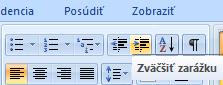 dencia Posúdiť Zobraziť
Zväčšiť zarážku